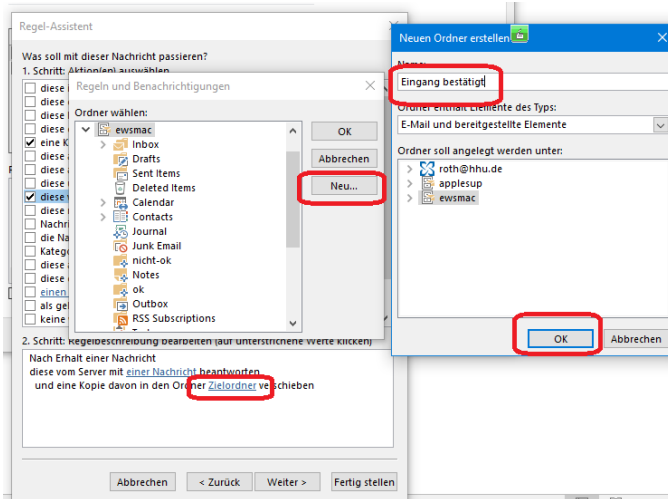 Regel-Assistent
Was soll mit dieser Nachricht passieren?
1. Schritt: Aktion(en) auswählen
diese
diese
diese
diese
eine K
diese
diese
diese
diese
diese
Nachri
die Na
Katego
diese
diese
einen
als gel
keine
2. Schritt: Regelbeschreibung bearbeiten (auf unterstrichene Werte klicken)
Nach Erhalt einer Nachricht
diese vom Server mit einer Nachricht beantworten
und eine Kopie davon in den Ordner Zielordner verschieben
Abbrechen
< Zurück
Weiter >
Fertig stellen
Regeln und Benachrichtigungen
Ordner wählen:
ewsmac
Inbox
Drafts
Sent Items
Deleted Items
Calendar
Contacts
Journal
Junk Email
nicht-ok
Notes
ok
Outbox
RSS Subscriptions
OK
Abbrechen
Neu...
Neuen Ordner erstellen
Name:
Eingang bestätigt
Ordner enthält Elemente des Typs:
E-Mail und bereitgestellte Elemente
Ordner soll angelegt werden unter:
roth@hhu.de
applesup
ewsmac
OK
Abbrechen